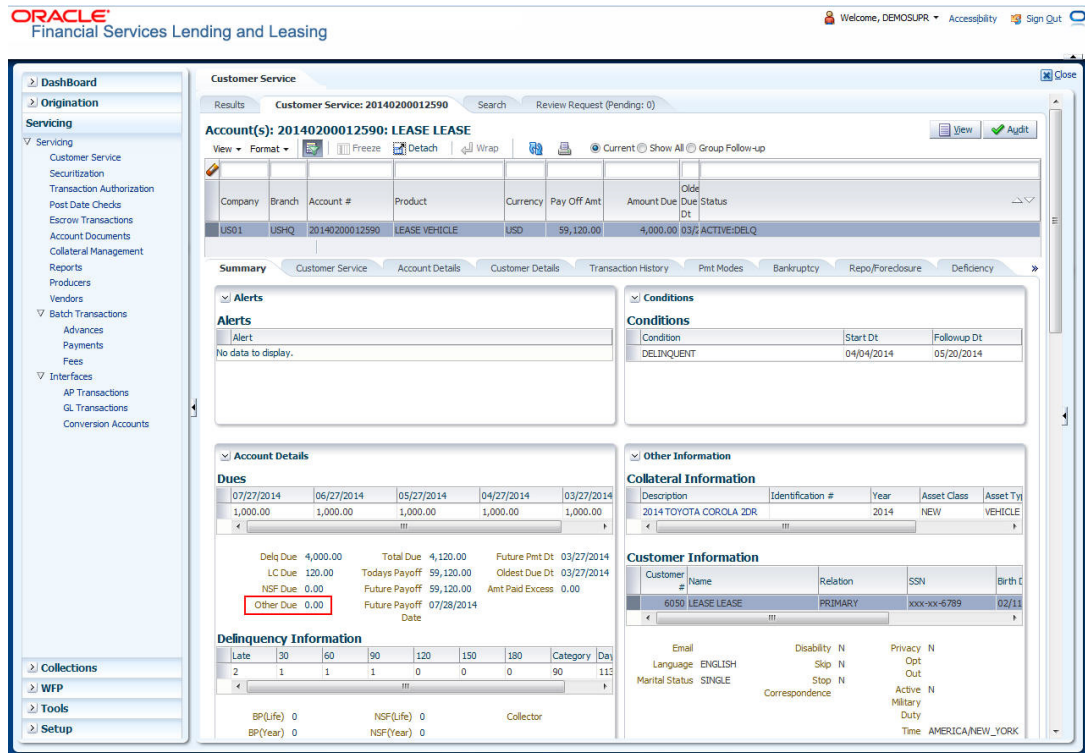 ORACLE
Financial Services Lending and Leasing
Welcome, DEMOSUPR Accessibility Sign Out
Close
DashBoard
Origination
Servicing
Servicing
Customer Service
Securitization
Transaction Authorization
Post Date Checks
Escrow Transactions
Account Documents
Collateral Management
Reports
Producers
Vendors
Batch Transactions
Advances
Payments
Fees
Interfaces
AP Transactions
GL Transactions
Conversion Accounts
Collections
WFP
Tools
Setup
Customer Service
Results Customer Service: 20140200012590 Search Review Request (Pending: 0)
Account(s): 20140200012590: LEASE LEASE
View Audit
View Format Freeze Detach Wrap Current Show All Group Follow-up
Company Branch Account # Product Currency Pay Off Amt Amount Due Olde Due Dt Status
US01 USHQ 20140200012590 LEASE VEHICLE USD 59,120.00 4,000.00 03/2 ACTIVE:DELQ
Summary Customer Service Account Details Customer Details Transaction History Pmt Modes Bankruptcy Repo/Foreclosure Deficiency »
Alerts
Alerts
Alert
No data to display.
Conditions
Conditions
Condition Start Dt Followup Dt
DELINQUENT 04/04/2014 05/20/2014
Account Details
Dues
07/27/2014 06/27/2014 05/27/2014 04/27/2014 03/27/2014
1,000.00 1,000.00 1,000.00 1,000.00 1,000.00
Delq Due 4,000.00 Total Due 4,120.00 Future Pmt Dt 03/27/2014
LC Due 120.00 Todays Payoff 59,120.00 Oldest Due Dt 03/27/2014
NSF Due 0.00 Future Payoff 59,120.00 Amt Paid Excess 0.00
Other Due 0.00 Future Payoff Date 07/28/2014
Delinquency Information
Late 30 60 90 120 150 180 Category Day
2 1 1 1 0 0 0 90 113
BP(Life) 0 NSF(Life) 0 Collector
BP(Year) 0 NSF(Year) 0
Other Information
Collateral Information
Description Identification # Year Asset Class Asset Typ
2014 TOYOTA COROLA 2DR 2014 NEW VEHICLE
Customer Information
Customer # Name Relation SSN Birth D
6050 LEASE LEASE PRIMARY xxx-xx-6789 02/11
Email Disability N Privacy Opt Out N
Language ENGLISH Skip N
Marital Status SINGLE Stop Correspondence N
Active Military Duty N
Time AMERICA/NEW_YORK